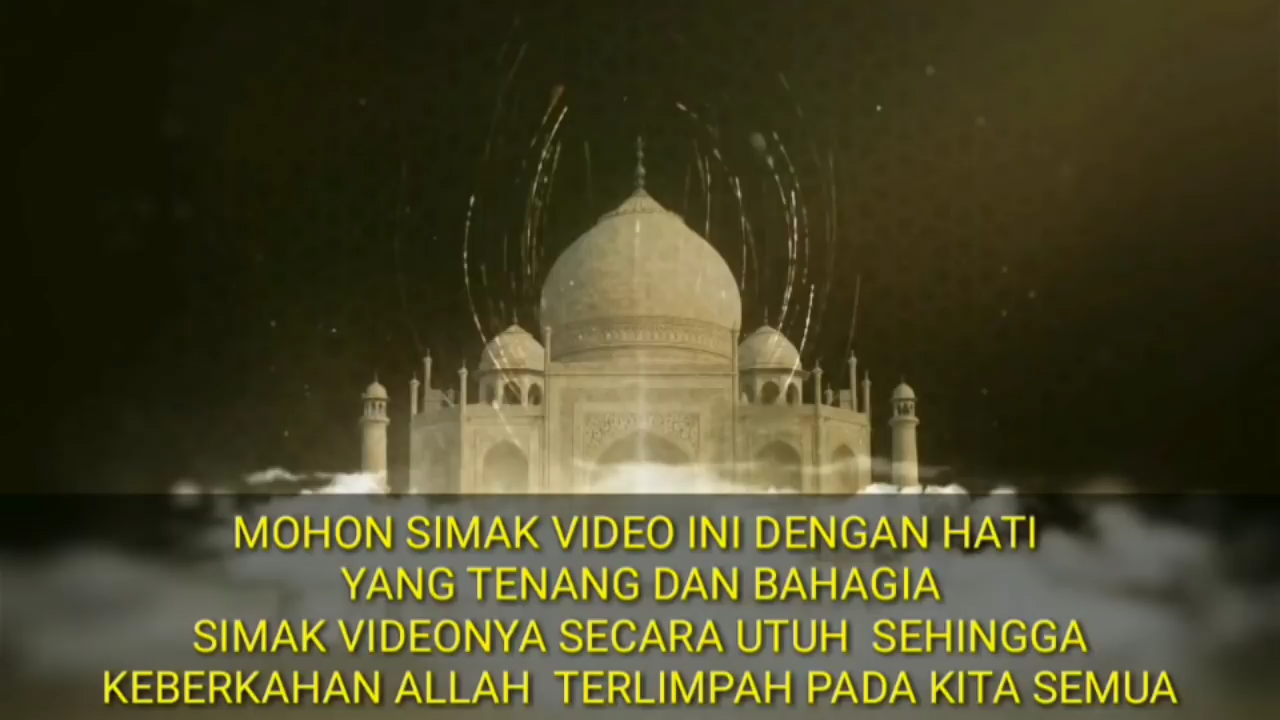 MOHON SIMAK VIDEO INI DENGAN HATI
YANG TENANG DAN BAHAGIA
SIMAK VIDEONYA SECARA UTUH SEHINGGA
KEBERKAHAN ALLAH TERLIMPAH PADA KITA SEMUA